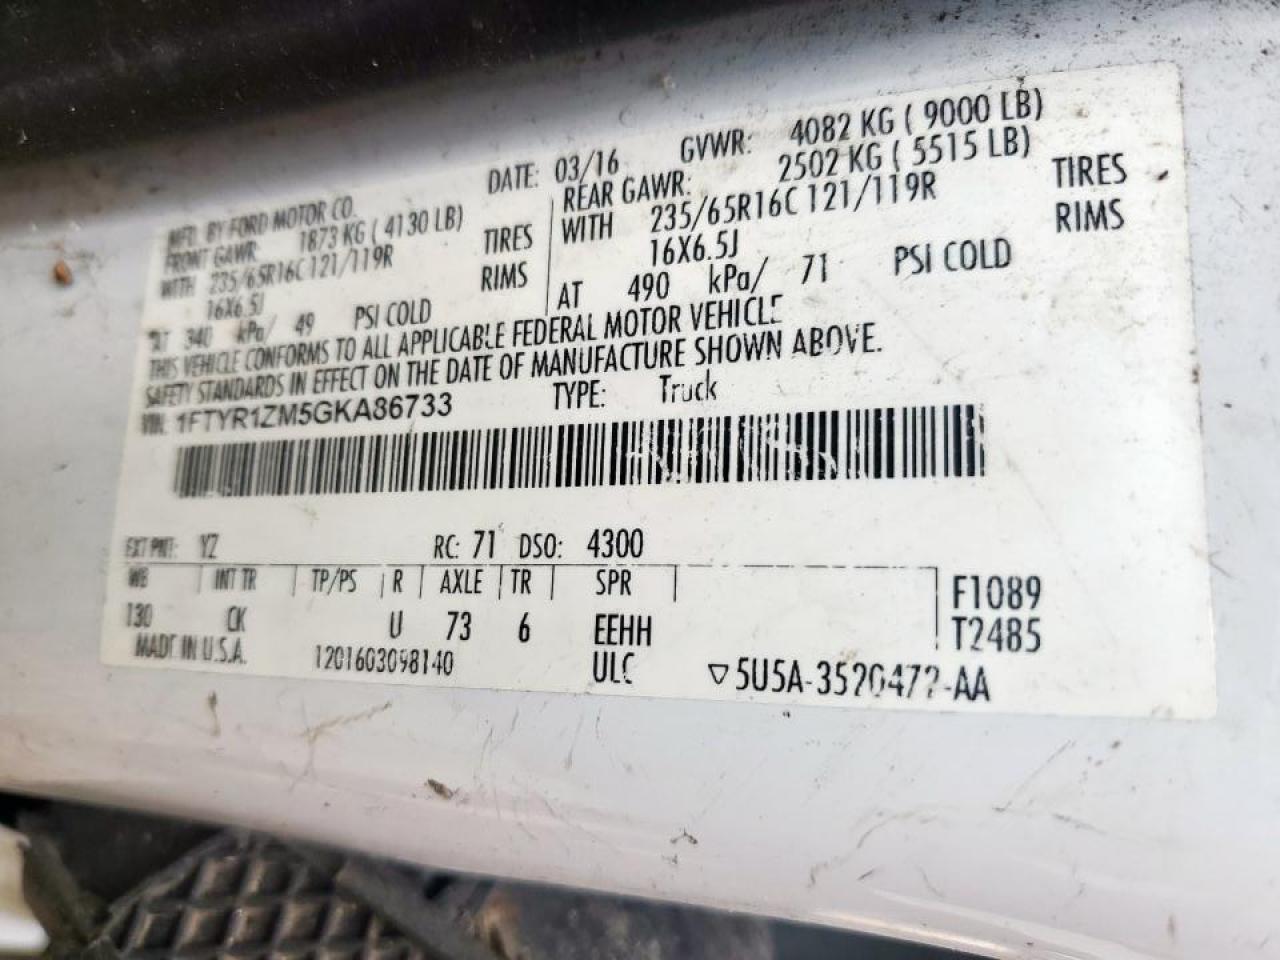 MFD. BY FORD MOTOR CO.
DATE: 03/16 GVWR: 4082 KG ( 9000 LB)
FRONT GAWR: 1873 KG ( 4130 LB)
WITH 235/65R16C 121/119R TIRES
16X6.5J RIMS
AT 340 kPa/ 49 PSI COLD
REAR GAWR: 2502 KG ( 5515 LB)
WITH 235/65R16C 121/119R TIRES
16X6.5J RIMS
AT 490 kPa/ 71 PSI COLD
THIS VEHICLE CONFORMS TO ALL APPLICABLE FEDERAL MOTOR VEHICLE
SAFETY STANDARDS IN EFFECT ON THE DATE OF MANUFACTURE SHOWN ABOVE.
VIN: 1FTYR1ZM5GKA86733 TYPE: Truck
EXT PNT: YZ RC: 71 DSO: 4300
WB INT TR TP/PS R AXLE TR SPR F1089
130 CK U 73 6 EEHH T2485
MADE IN U.S.A. 1201603098140 ULC ▽5U5A-3520472-AA